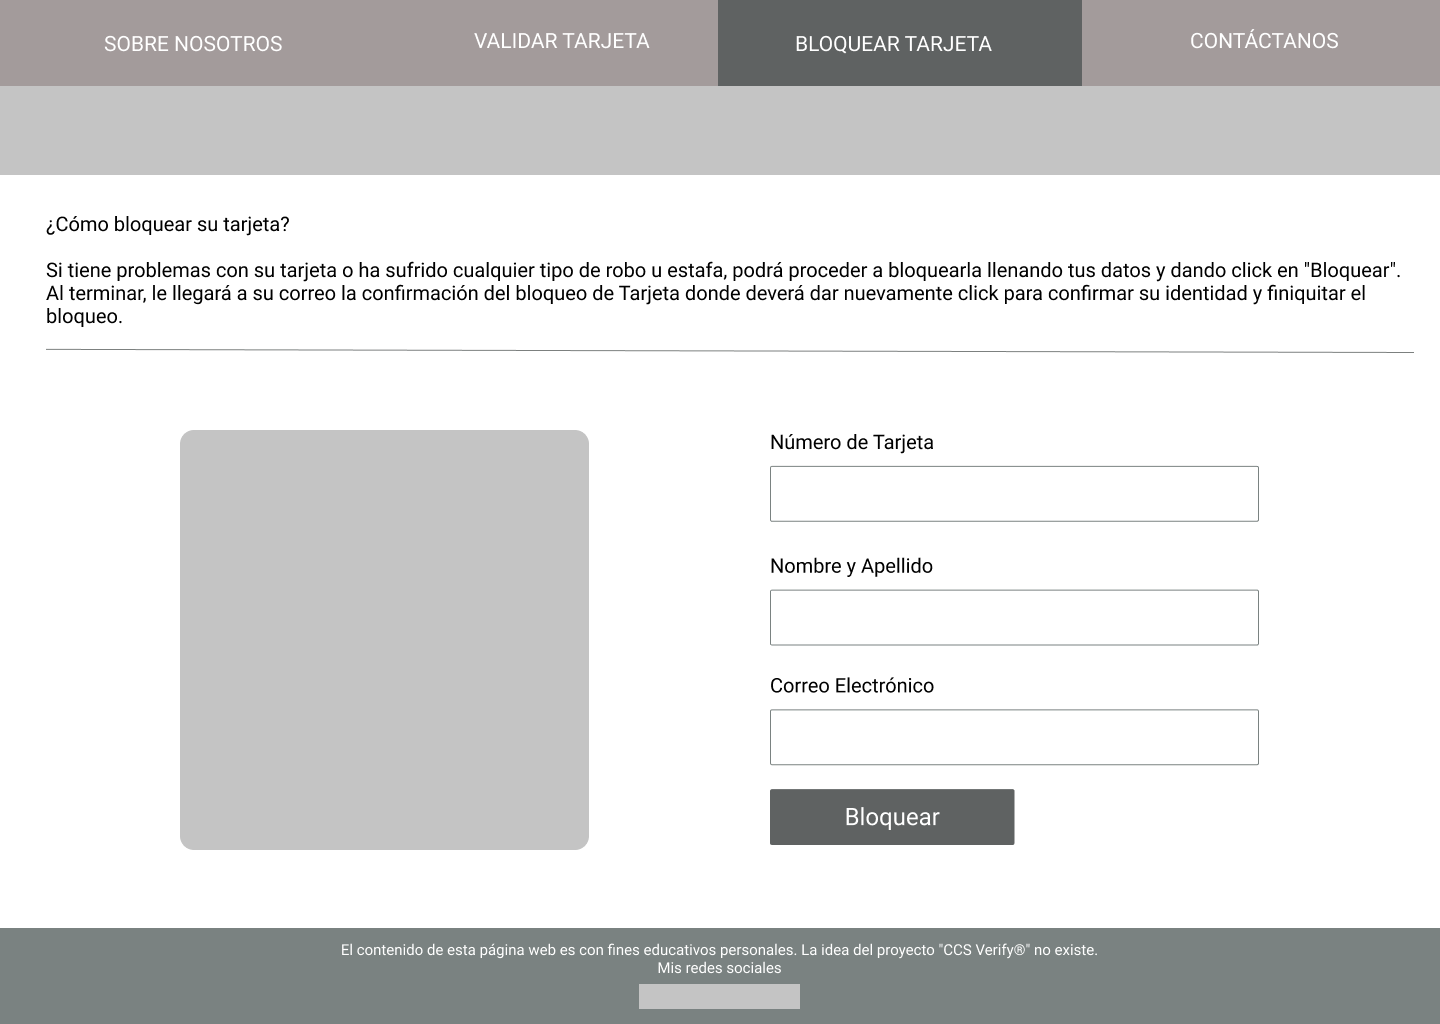 SOBRE NOSOTROS
VALIDAR TARJETA
BLOQUEAR TARJETA
CONTÁCTANOS
¿Cómo bloquear su tarjeta?
Si tiene problemas con su tarjeta o ha sufrido cualquier tipo de robo u estafa, podrá proceder a bloquearla llenando tus datos y dando click en "Bloquear".
Al terminar, le llegará a su correo la confirmación del bloqueo de Tarjeta donde deverá dar nuevamente click para confirmar su identidad y finiquitar el
bloqueo.
Número de Tarjeta
Nombre y Apellido
Correo Electrónico
Bloquear
El contenido de esta página web es con fines educativos personales. La idea del proyecto "CCS Verify®" no existe.
Mis redes sociales